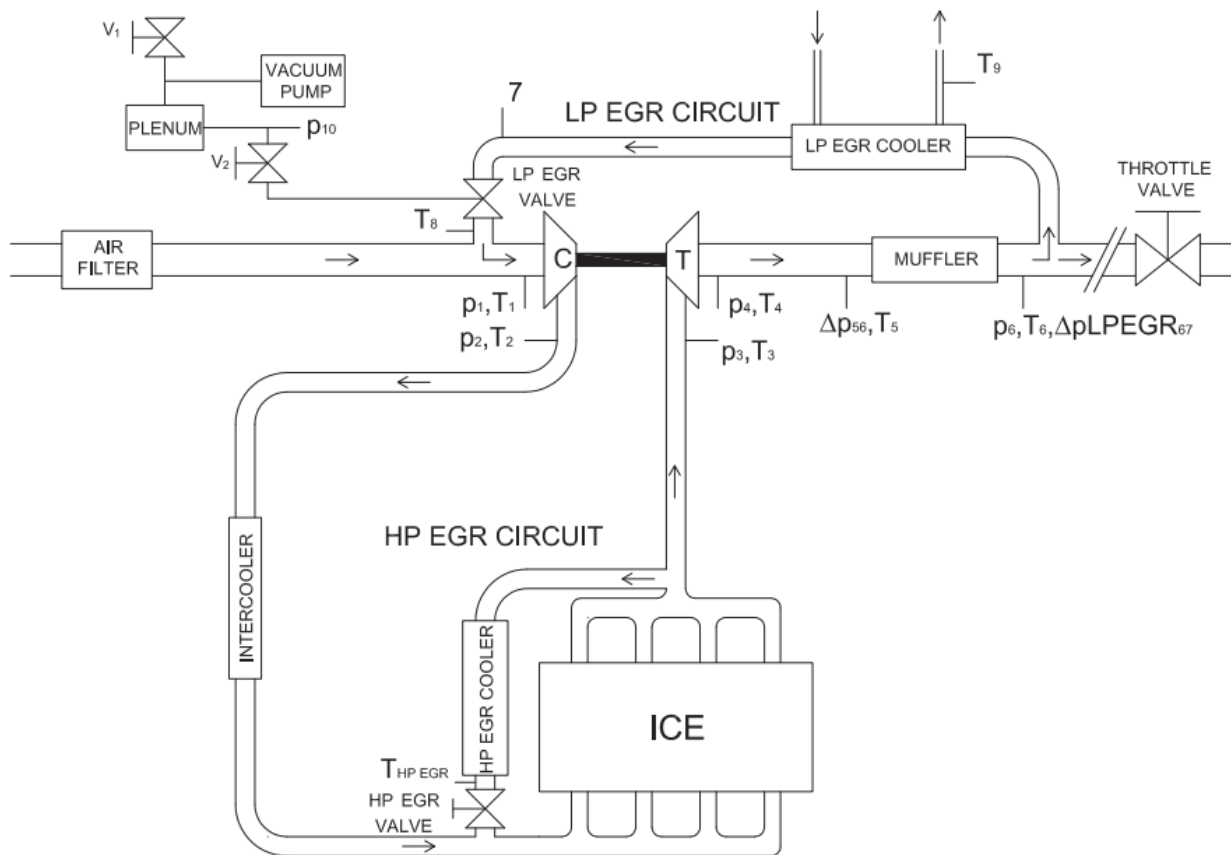 V1
VACUUM
PUMP
PLENUM
p10
V2
7
LP EGR CIRCUIT
T9
LP EGR COOLER
LP EGR
VALVE
THROTTLE
VALVE
T8
AIR
FILTER
C
T
MUFFLER
p1,T1
p4,T4
Δp56,T5
p6,T6,ΔpLPEGR67
p2,T2
p3,T3
HP EGR CIRCUIT
INTERCOOLER
HP EGR COOLER
ICE
THP EGR
HP EGR
VALVE